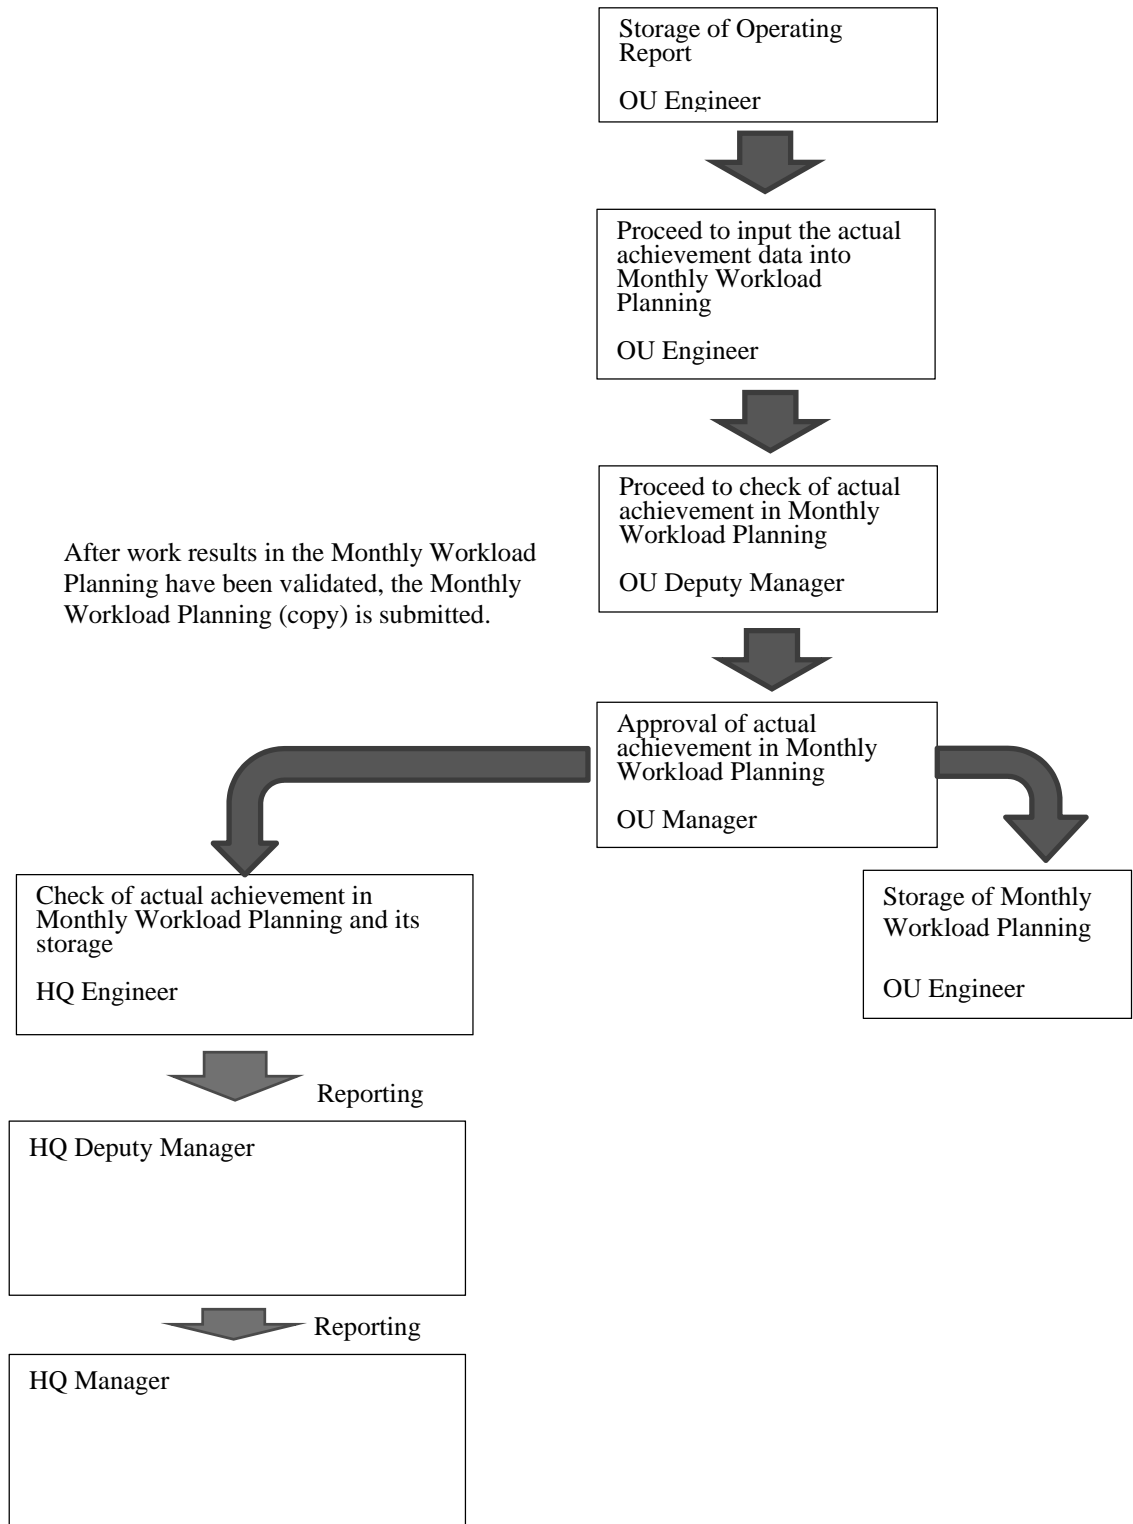 Storage of Operating
Report
OU Engineer
Proceed to input the actual
achievement data into
Monthly Workload
Planning
OU Engineer
Proceed to check of actual
achievement in Monthly
Workload Planning
OU Deputy Manager
After work results in the Monthly Workload
Planning have been validated, the Monthly
Workload Planning (copy) is submitted.
Approval of actual
achievement in Monthly
Workload Planning
OU Manager
Check of actual achievement in
Monthly Workload Planning and its
storage
HQ Engineer
Storage of Monthly
Workload Planning
OU Engineer
Reporting
HQ Deputy Manager
Reporting
HQ Manager